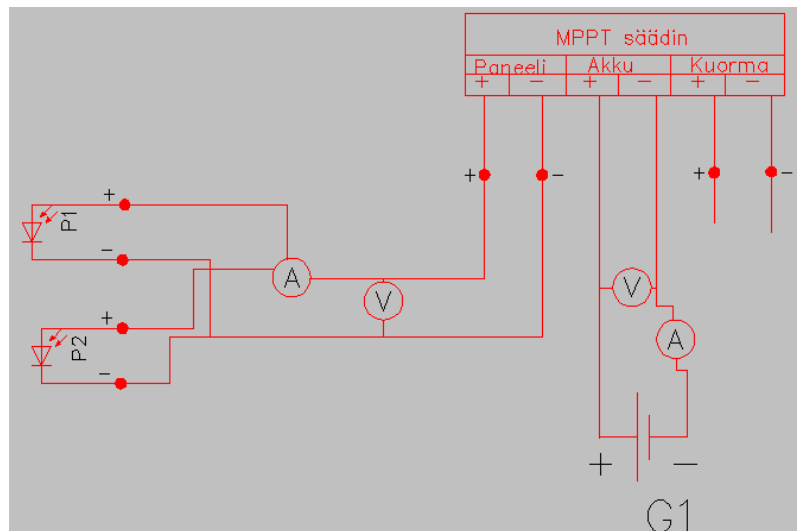 MPPT säädin
Paneeli Akku Kuorma
+ − + − + −
+ − + −
+
P1
−
A
V
V
+
P2
−
A
+ −
G1